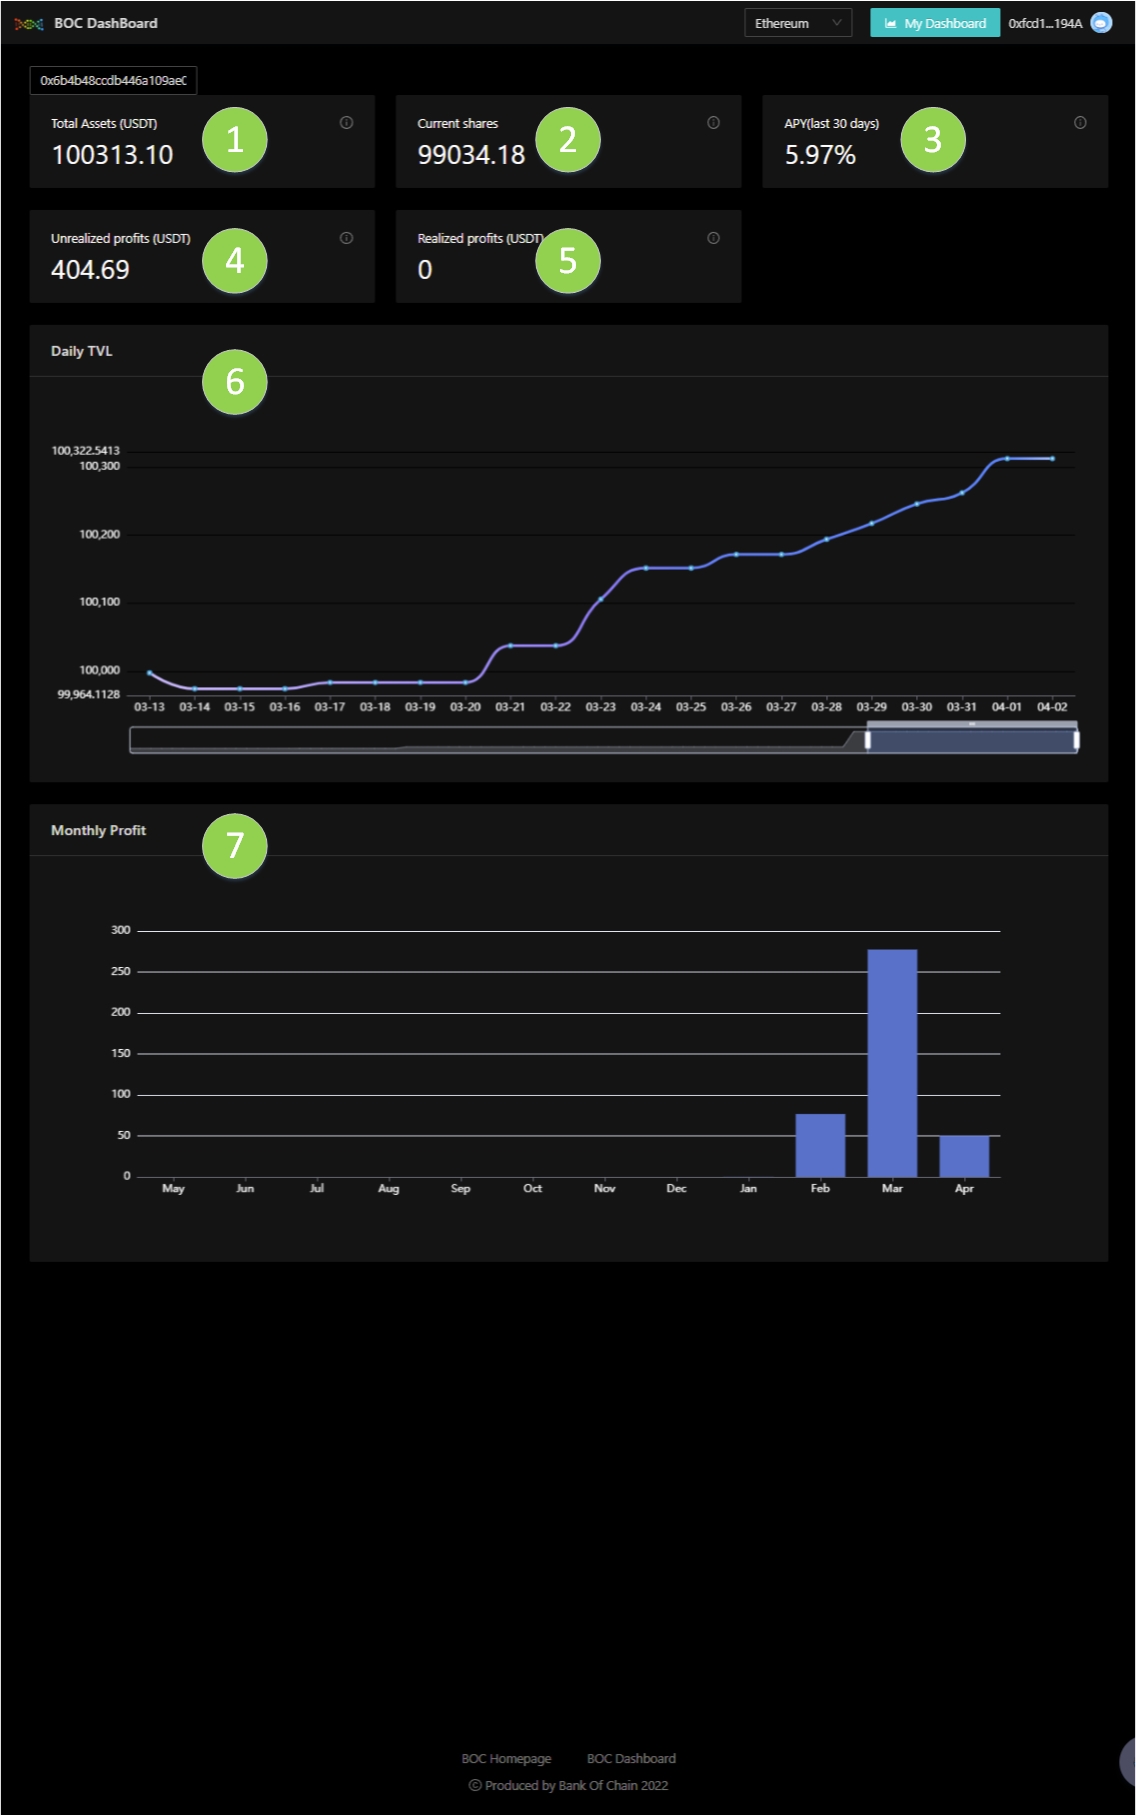 BOC DashBoard
Ethereum
My Dashboard
0xfcd1...194A
0x6b4b48ccdb446a109ae0
Total Assets (USDT)
100313.10
1
Current shares
99034.18
2
APY(last 30 days)
5.97%
3
Unrealized profits (USDT)
404.69
4
Realized profits (USDT)
0
5
Daily TVL
6
100,322.5413
100,300
100,200
100,100
100,000
99,964.1128
03-13 03-14 03-15 03-16 03-17 03-18 03-19 03-20 03-21 03-22 03-23 03-24 03-25 03-26 03-27 03-28 03-29 03-30 03-31 04-01 04-02
Monthly Profit
7
300
250
200
150
100
50
0
May Jun Jul Aug Sep Oct Nov Dec Jan Feb Mar Apr
BOC Homepage BOC Dashboard
© Produced by Bank Of Chain 2022